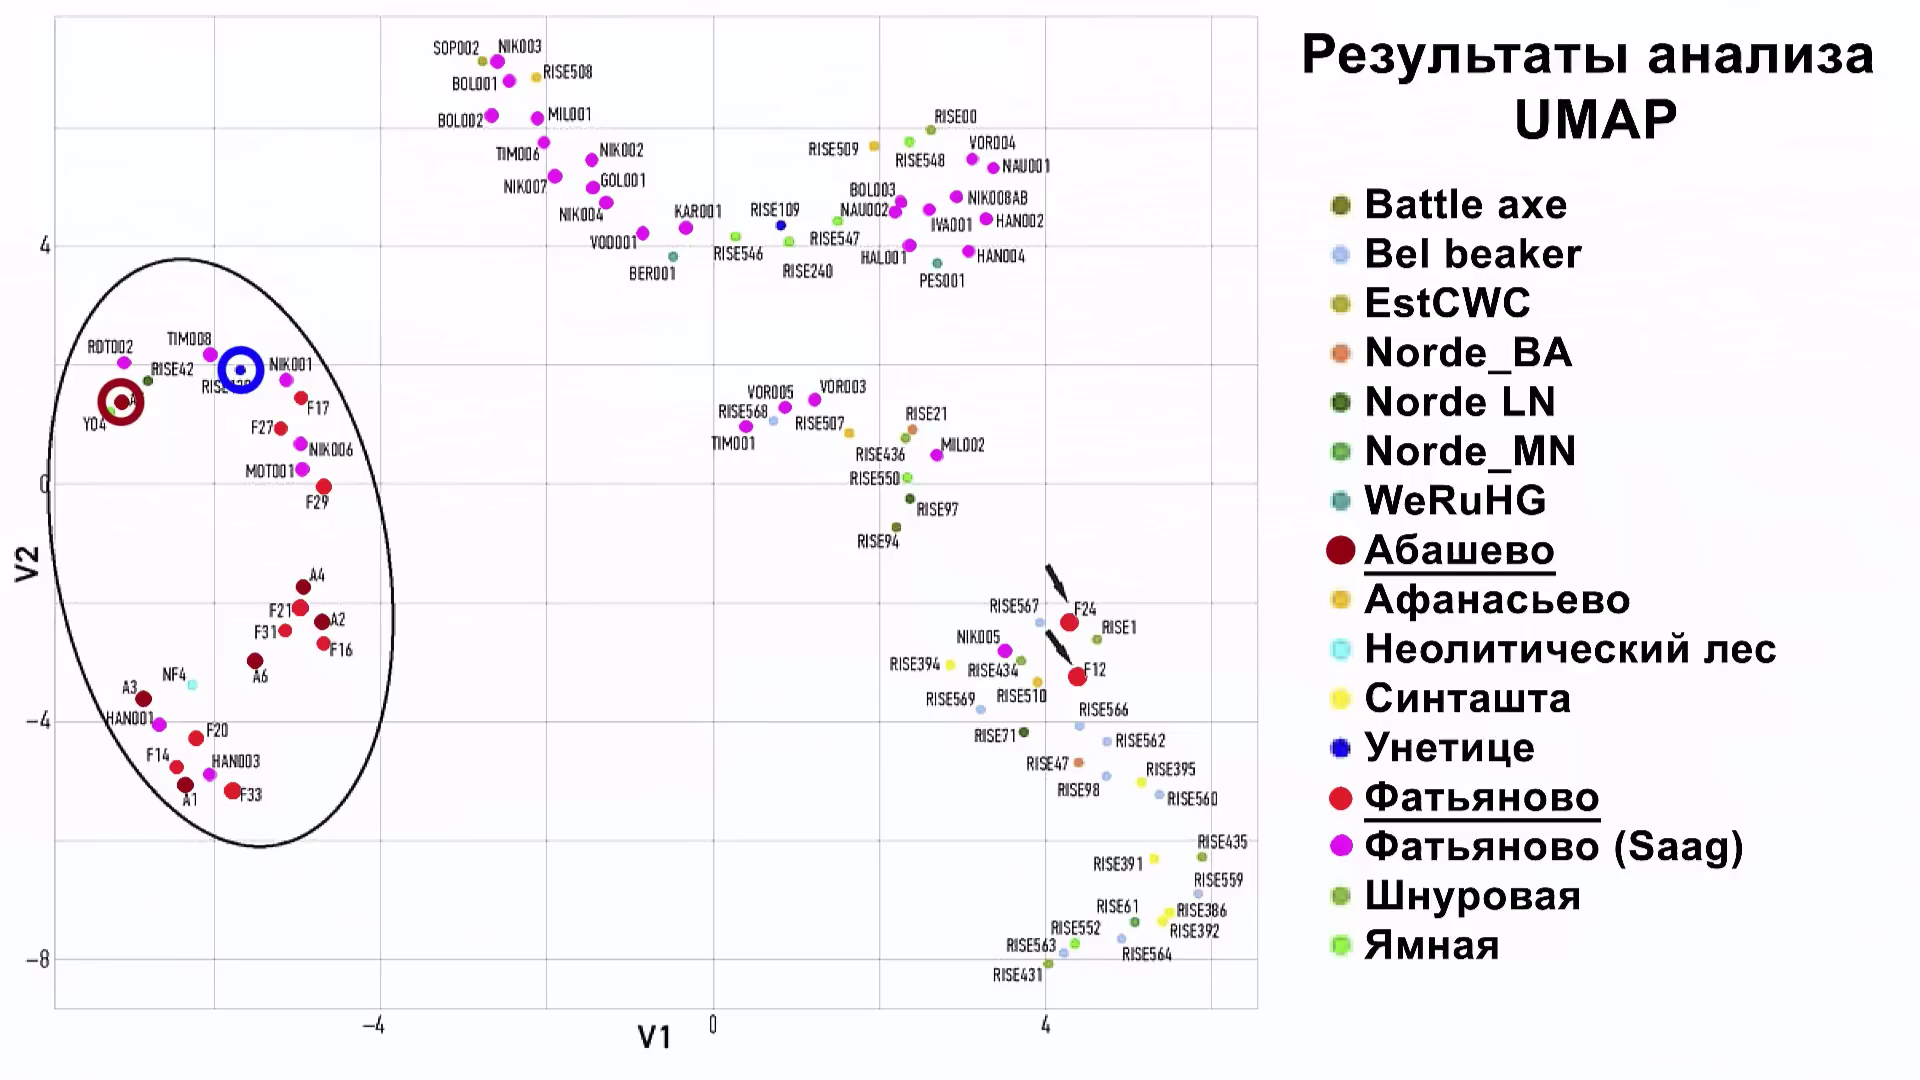 Результаты анализа
UMAP
Battle axe
Bel beaker
EstCWC
Norde_BA
Norde LN
Norde_MN
WeRuHG
Абашево
Афанасьево
Неолитический лес
Синташта
Унетице
Фатьяново
Фатьяново (Saag)
Шнуровая
Ямная
SOP002 NIK003
RISE508
BOL001
BOL002
MIL001
TIM006
NIK002
NIK007
GOL001
NIK004
KAR001
VOD001
BER001
RISE109
RISE546
RISE547
RISE240
RISE00
RISE509
RISE548
VOR004
NAU001
BOL003
NAU002
NIK008AB
IVA001
HAN002
HAL001
HAN004
PES001
4
RDT002
TIM008
RISE42
NIK001
YO4
F17
F27
NIK006
MOT001
F29
0
VOR005
VOR003
RISE568
TIM001
RISE507
RISE21
RISE436
MIL002
RISE550
RISE97
RISE94
V2
A4
F21
A2
F31
F16
A6
A3
NF4
HAN001
F20
F14
HAN003
A1
F33
RISE567
F24
RISE1
NIK005
RISE394
RISE434
F12
RISE510
RISE569
RISE566
–4
RISE71
RISE562
RISE47
RISE395
RISE98
RISE560
RISE435
RISE391
RISE559
RISE61
RISE386
RISE392
RISE552
RISE563
RISE564
RISE431
–8
–4
0
4
V1